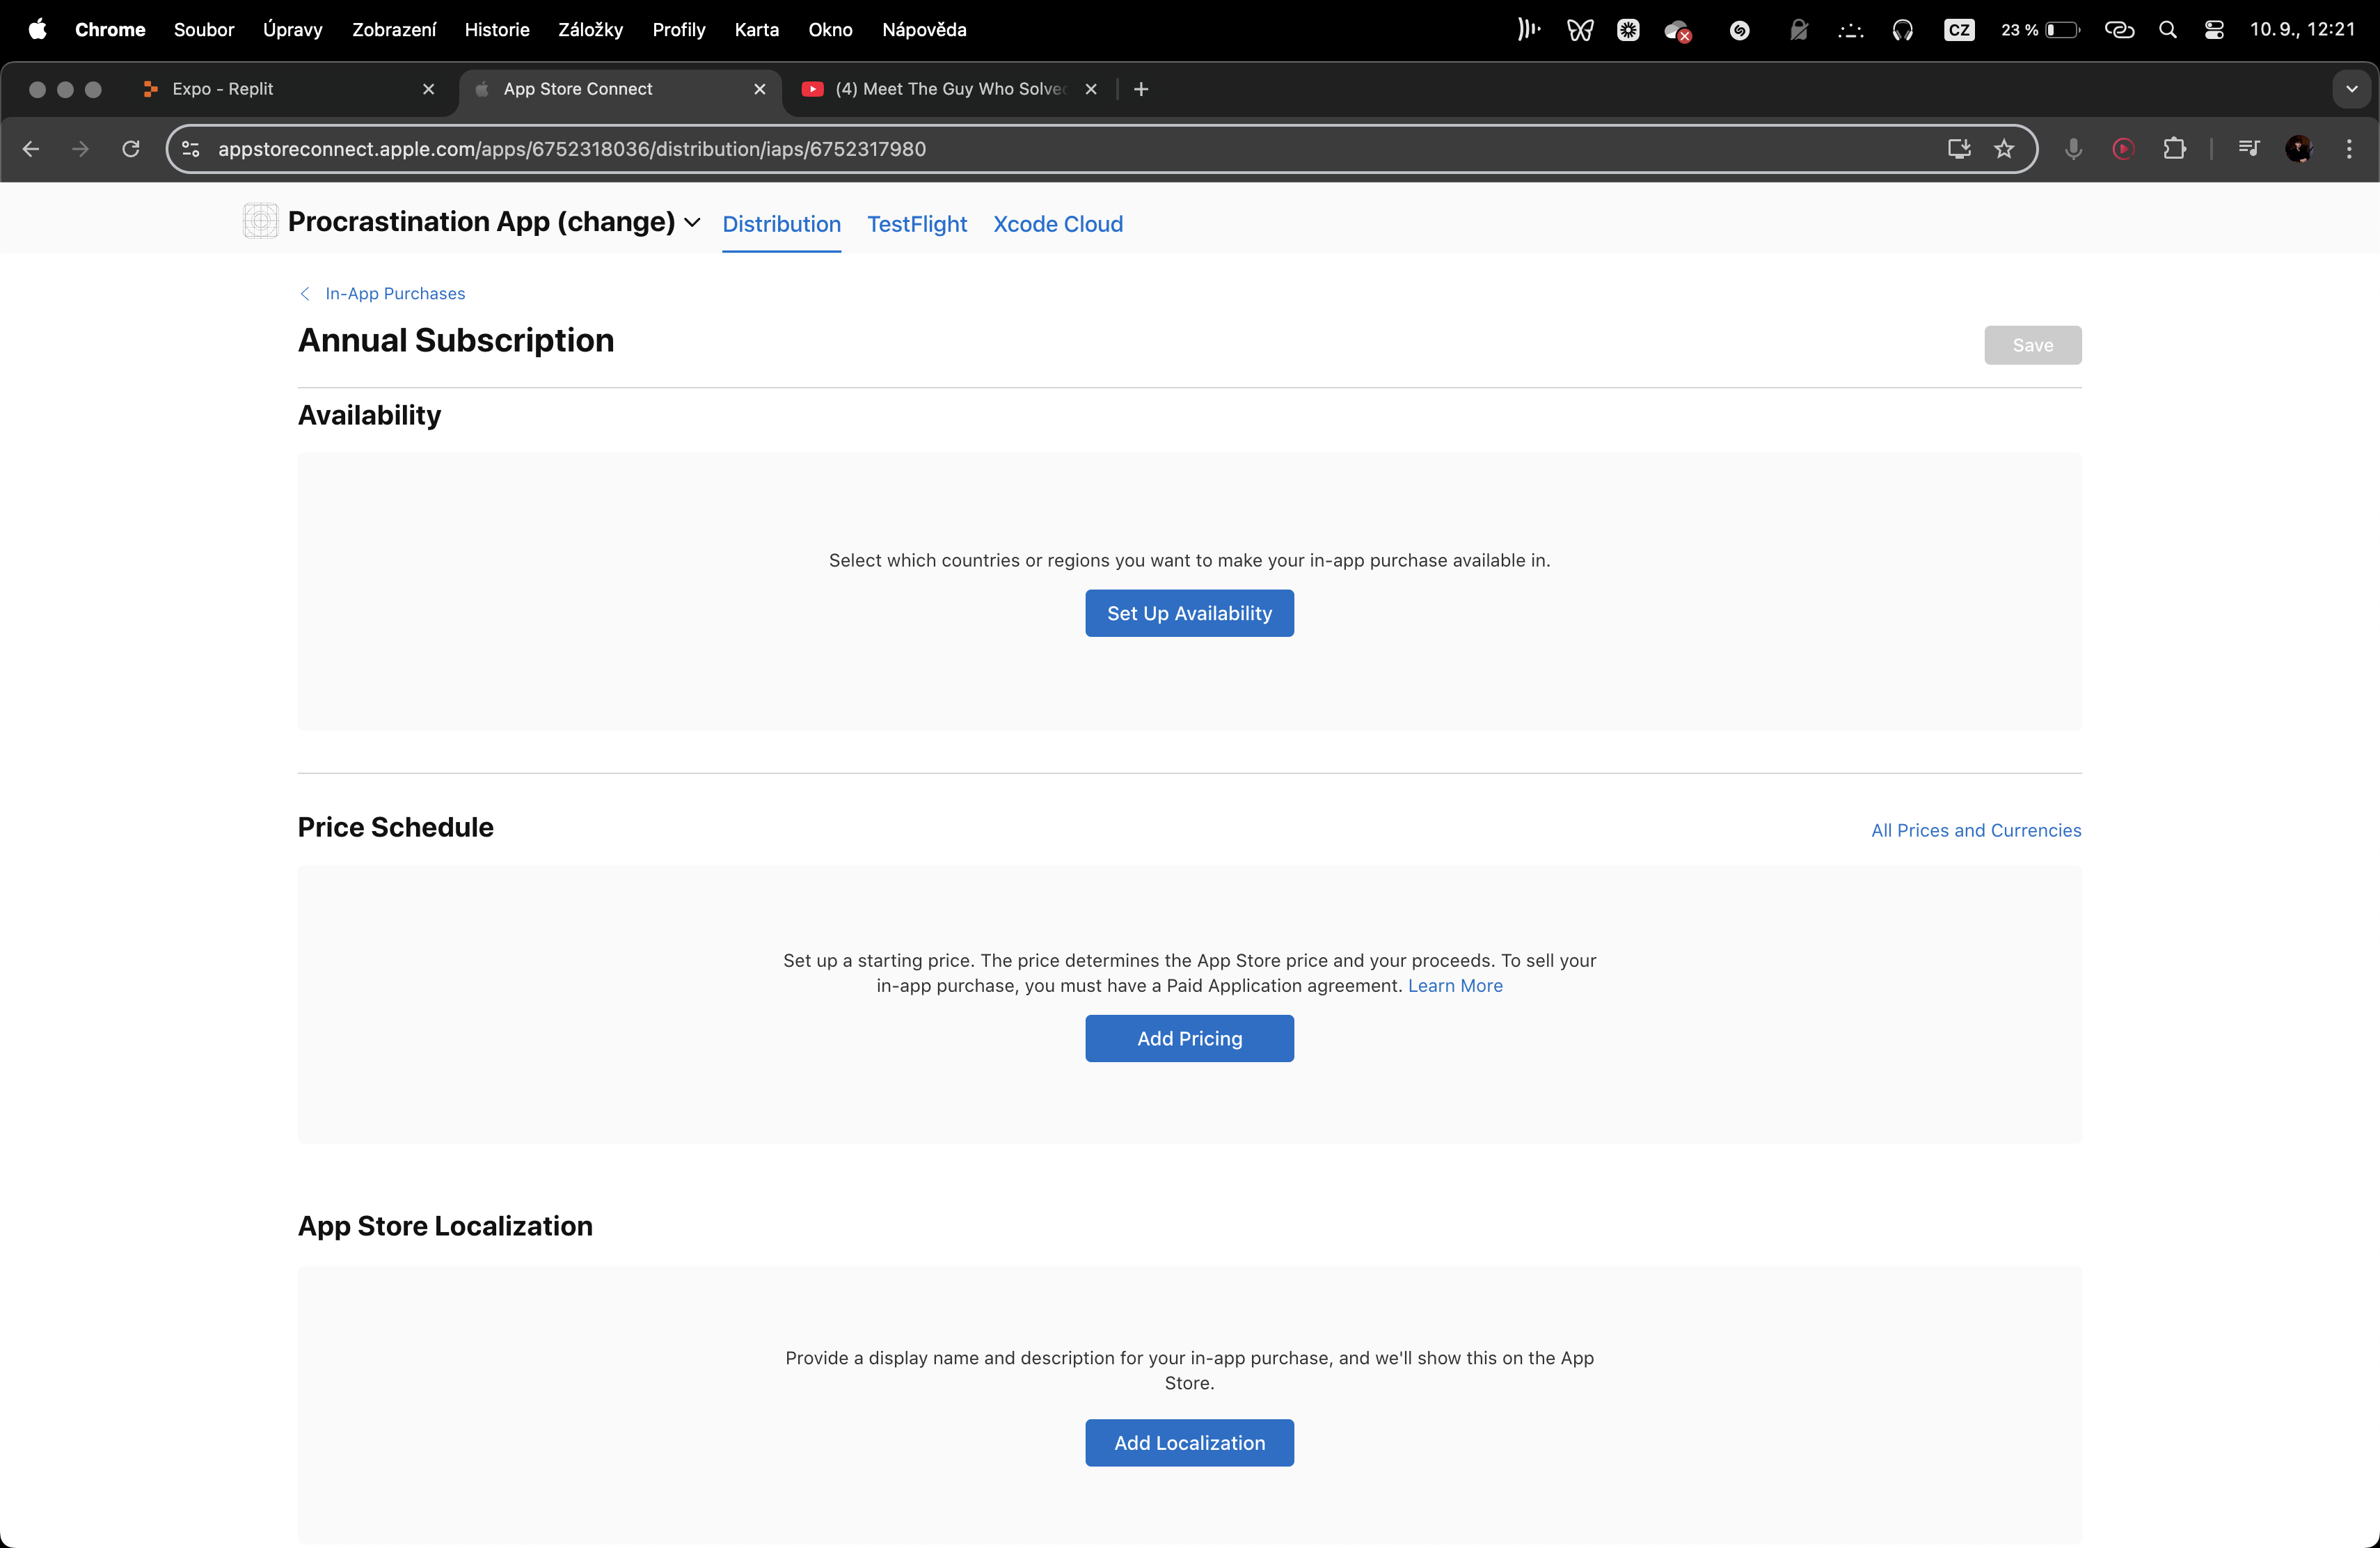 Chrome Soubor Úpravy Zobrazení Historie Záložky Profily Karta Okno Nápověda CZ 23 % 10. 9., 12:21
Expo - Replit App Store Connect (4) Meet The Guy Who Solved
appstoreconnect.apple.com/apps/6752318036/distribution/iaps/6752317980
Procrastination App (change) Distribution TestFlight Xcode Cloud
In-App Purchases
Annual Subscription Save
Availability
Select which countries or regions you want to make your in-app purchase available in.
Set Up Availability
Price Schedule All Prices and Currencies
Set up a starting price. The price determines the App Store price and your proceeds. To sell your
in-app purchase, you must have a Paid Application agreement. Learn More
Add Pricing
App Store Localization
Provide a display name and description for your in-app purchase, and we'll show this on the App
Store.
Add Localization